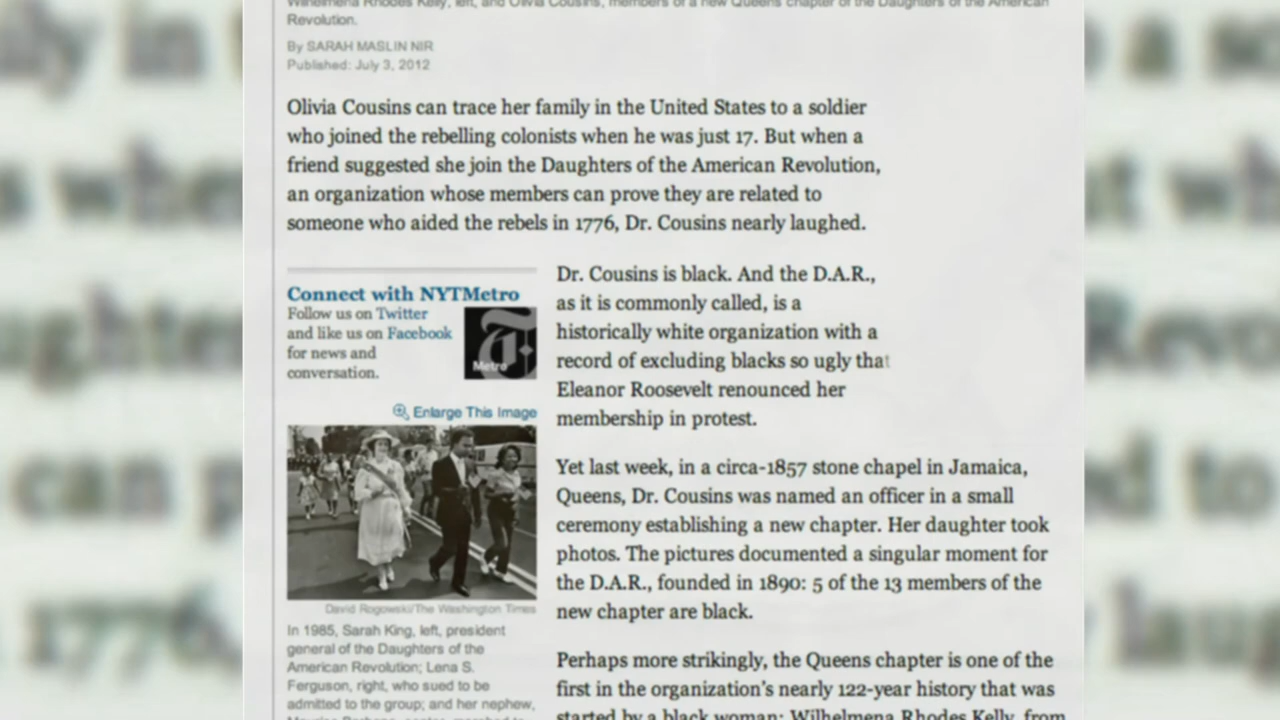 Wilhelmena Rhodes Kelly, left, and Olivia Cousins, members of a new Queens chapter of the Daughters of the American
Revolution.
By SARAH MASLIN NIR
Published: July 3, 2012
Olivia Cousins can trace her family in the United States to a soldier
who joined the rebelling colonists when he was just 17. But when a
friend suggested she join the Daughters of the American Revolution,
an organization whose members can prove they are related to
someone who aided the rebels in 1776, Dr. Cousins nearly laughed.
Connect with NYTMetro
Follow us on Twitter
and like us on Facebook
for news and
conversation.
T
Metro
Enlarge This Image
David Rogowski/The Washington Times
In 1985, Sarah King, left, president
general of the Daughters of the
American Revolution; Lena S.
Ferguson, right, who sued to be
admitted to the group; and her nephew,
Dr. Cousins is black. And the D.A.R.,
as it is commonly called, is a
historically white organization with a
record of excluding blacks so ugly that
Eleanor Roosevelt renounced her
membership in protest.
Yet last week, in a circa-1857 stone chapel in Jamaica,
Queens, Dr. Cousins was named an officer in a small
ceremony establishing a new chapter. Her daughter took
photos. The pictures documented a singular moment for
the D.A.R., founded in 1890: 5 of the 13 members of the
new chapter are black.
Perhaps more strikingly, the Queens chapter is one of the
first in the organization's nearly 122-year history that was
started by a black woman: Wilhelmena Rhodes Kelly, from